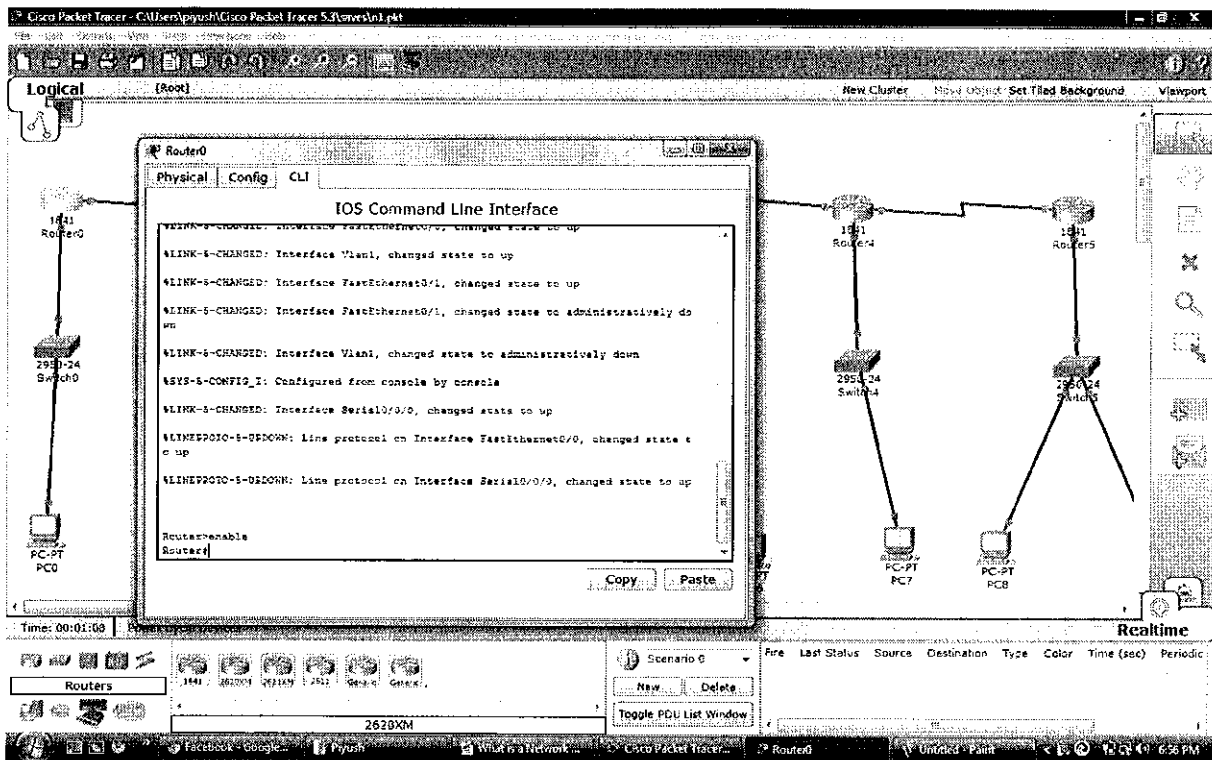 Cisco Packet Tracer - C:\Users\piyush\Cisco Packet Tracer 5.3\saves\n1.pkt
Logical
[Root]
New Cluster
Set Tiled Background
Viewport
Router0
Physical
Config
CLI
IOS Command Line Interface
%LINK-5-CHANGED: Interface FastEthernet0/0, changed state to up
%LINK-5-CHANGED: Interface Vlan1, changed state to up
%LINK-5-CHANGED: Interface FastEthernet0/1, changed state to up
%LINK-5-CHANGED: Interface FastEthernet0/1, changed state to administratively do
wn
%LINK-5-CHANGED: Interface Vlan1, changed state to administratively down
%SYS-5-CONFIG_I: Configured from console by console
%LINK-5-CHANGED: Interface Serial0/0/0, changed state to up
%LINEPROTO-5-UPDOWN: Line protocol on Interface FastEthernet0/0, changed state t
o up
%LINEPROTO-5-UPDOWN: Line protocol on Interface Serial0/0/0, changed state to up
Router>enable
Router#
Copy
Paste
1841
Router0
2950-24
Switch0
PC-PT
PC0
1841
Router4
1841
Router5
2950-24
Switch4
2950-24
Switch5
PC-PT
PC7
PC-PT
PC8
Time: 00:01:08
Realtime
Routers
1841
2620XM
2621XM
2811
Generic
Generic
2620XM
Scenario 0
New
Delete
Toggle PDU List Window
Fire
Last Status
Source
Destination
Type
Color
Time (sec)
Periodic
Facebook - Google...
Piyush
What is a Network ...
Cisco Packet Tracer...
Router0
Untitled - Paint
6:56 PM